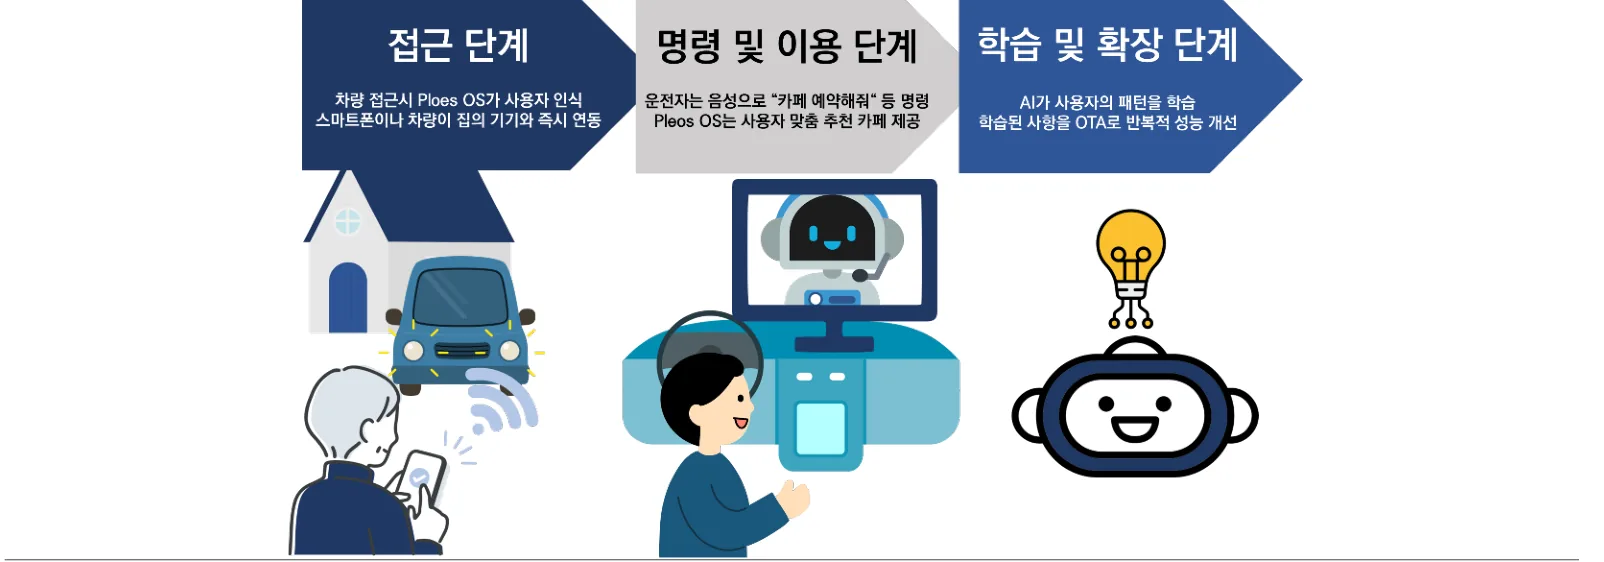 접근 단계
차량 접근시 Ploes OS가 사용자 인식
스마트폰이나 차량이 집의 기기와 즉시 연동
명령 및 이용 단계
운전자는 음성으로 “카페 예약해줘“ 등 명령
Pleos OS는 사용자 맞춤 추천 카페 제공
학습 및 확장 단계
AI가 사용자의 패턴을 학습
학습된 사항을 OTA로 반복적 성능 개선